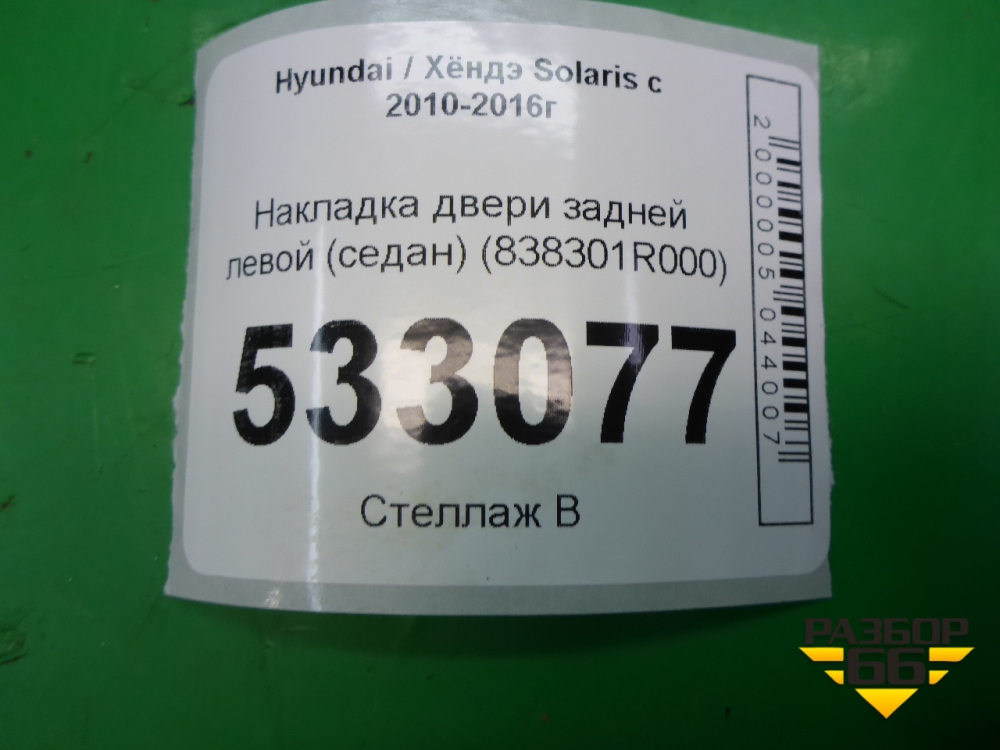 Hyundai / Хёндэ Solaris с
2010-2016г
Накладка двери задней
левой (седан) (838301R000)
533077
Стеллаж В
2000005044007
РАЗБОР
66